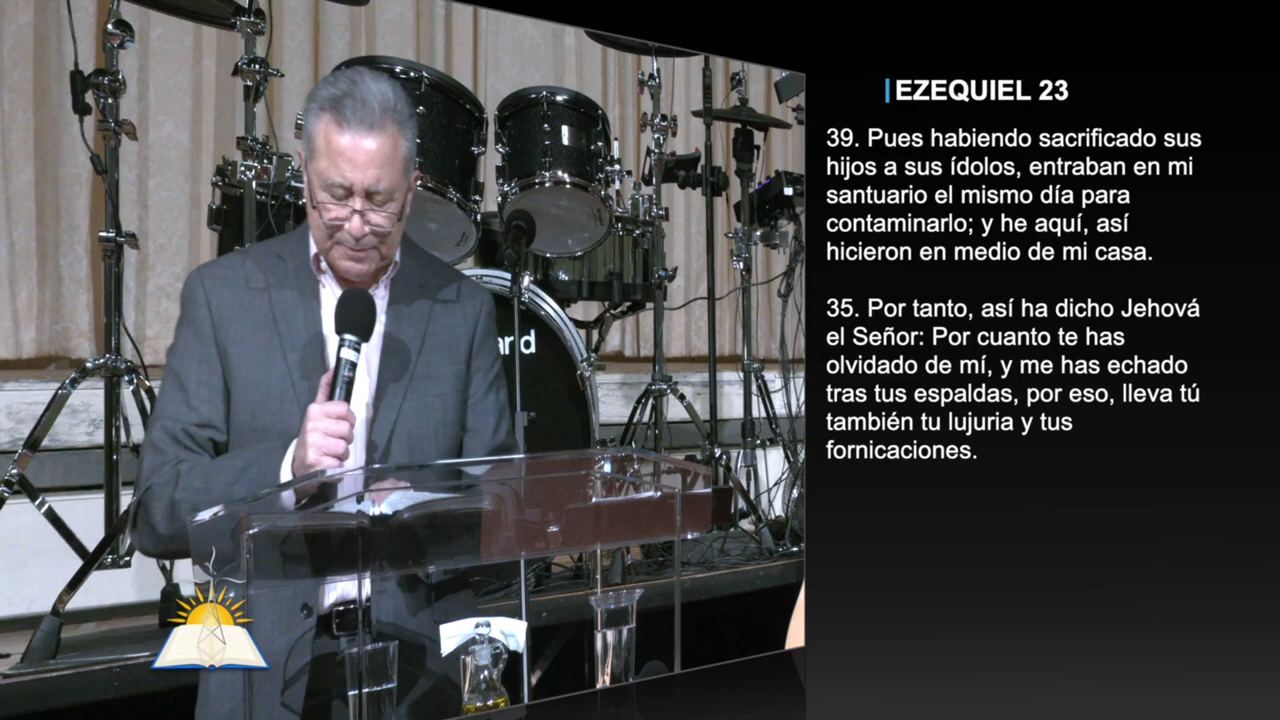 EZEQUIEL 23
39. Pues habiendo sacrificado sus
hijos a sus ídolos, entraban en mi
santuario el mismo día para
contaminarlo; y he aquí, así
hicieron en medio de mi casa.
35. Por tanto, así ha dicho Jehová
el Señor: Por cuanto te has
olvidado de mí, y me has echado
tras tus espaldas, por eso, lleva tú
también tu lujuria y tus
fornicaciones.